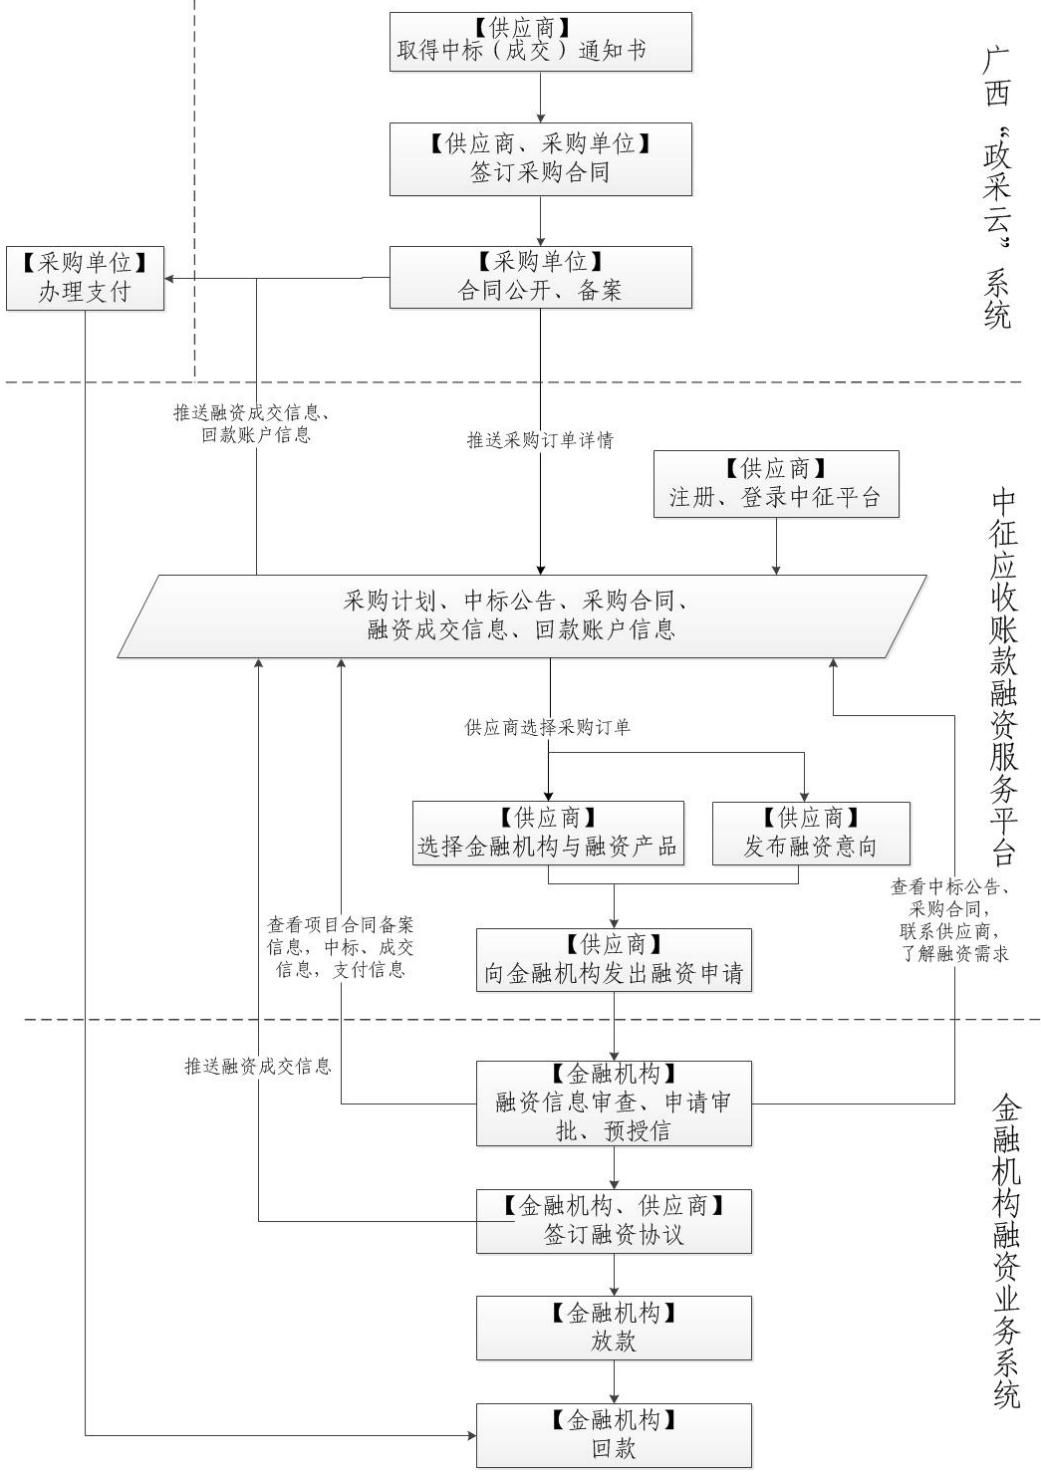 【供应商】
取得中标（成交）通知书
【供应商、采购单位】
签订采购合同
【采购单位】
合同公开、备案
【采购单位】
办理支付
广西“政采云”系统
推送融资成交信息、
回款账户信息
推送采购订单详情
【供应商】
注册、登录中征平台
采购计划、中标公告、采购合同、
融资成交信息、回款账户信息
中征应收账款融资服务平台
供应商选择采购订单
【供应商】
选择金融机构与融资产品
【供应商】
发布融资意向
查看中标公告、
采购合同，
联系供应商，
了解融资需求
查看项目合同备案
信息，中标、成交
信息，支付信息
【供应商】
向金融机构发出融资申请
推送融资成交信息
【金融机构】
融资信息审查、申请审
批、预授信
【金融机构、供应商】
签订融资协议
【金融机构】
放款
【金融机构】
回款
金融机构融资业务系统